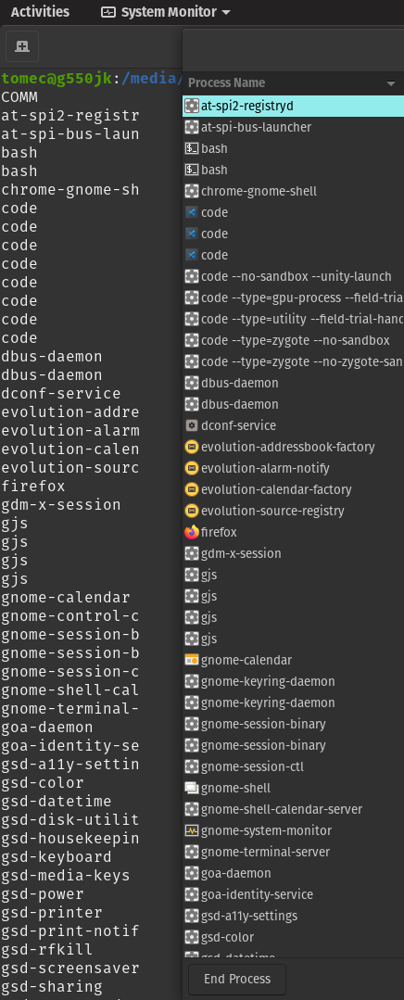 Activities
System Monitor
tomec@g550jk:/media/
COMM
at-spi2-registr
at-spi-bus-laun
bash
bash
chrome-gnome-sh
code
code
code
code
code
code
code
code
dbus-daemon
dbus-daemon
dconf-service
evolution-addre
evolution-alarm
evolution-calen
evolution-sourc
firefox
gdm-x-session
gjs
gjs
gjs
gjs
gnome-calendar
gnome-control-c
gnome-session-b
gnome-session-b
gnome-session-c
gnome-shell-cal
gnome-terminal-
goa-daemon
goa-identity-se
gsd-a11y-settin
gsd-color
gsd-datetime
gsd-disk-utilit
gsd-housekeepin
gsd-keyboard
gsd-media-keys
gsd-power
gsd-printer
gsd-print-notif
gsd-rfkill
gsd-screensaver
gsd-sharing
Process Name
at-spi2-registryd
at-spi-bus-launcher
bash
bash
chrome-gnome-shell
code
code
code
code --no-sandbox --unity-launch
code --type=gpu-process --field-tria
code --type=utility --field-trial-hand
code --type=zygote --no-sandbox
code --type=zygote --no-zygote-san
dbus-daemon
dbus-daemon
dconf-service
evolution-addressbook-factory
evolution-alarm-notify
evolution-calendar-factory
evolution-source-registry
firefox
gdm-x-session
gjs
gjs
gjs
gjs
gnome-calendar
gnome-keyring-daemon
gnome-keyring-daemon
gnome-session-binary
gnome-session-binary
gnome-session-ctl
gnome-shell
gnome-shell-calendar-server
gnome-system-monitor
gnome-terminal-server
goa-daemon
goa-identity-service
gsd-a11y-settings
gsd-color
gsd-datetime
End Process